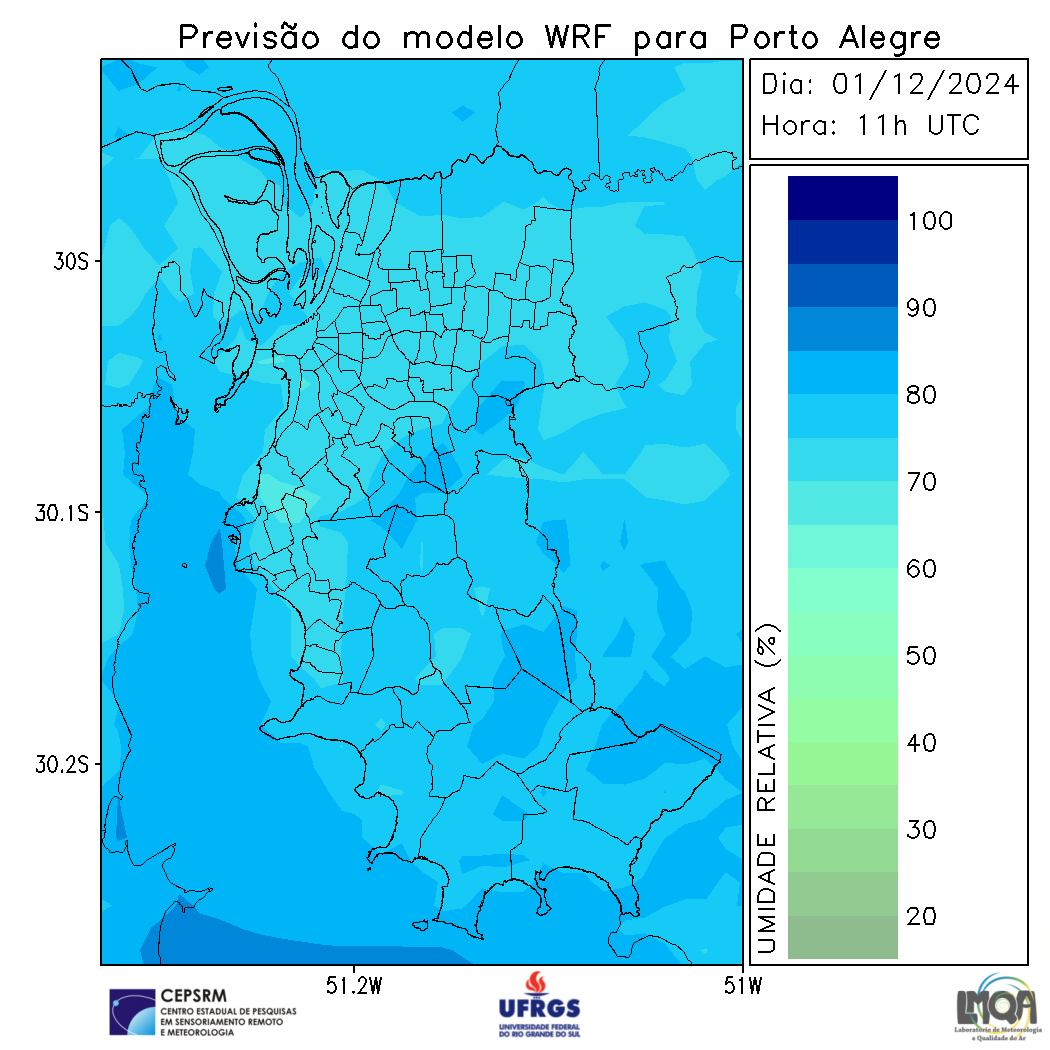 Previsão do modelo WRF para Porto Alegre
Dia: 01/12/2024
Hora: 11h UTC
30S
30.1S
30.2S
51.2W
51W
UMIDADE RELATIVA (%)
100
90
80
70
60
50
40
30
20
CEPSRM
CENTRO ESTADUAL DE PESQUISAS
EM SENSORIAMENTO REMOTO
E METEOROLOGIA
UFRGS
UNIVERSIDADE FEDERAL
DO RIO GRANDE DO SUL
LMQA
Laboratório de Meteorologia
e Qualidade do Ar